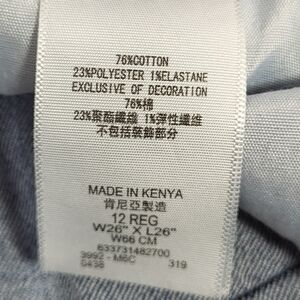 76%COTTON
23%POLYESTER 1%ELASTANE
EXCLUSIVE OF DECORATION
76%棉
23%聚酯纖維 1%彈性纖維
不包括裝飾部分
MADE IN KENYA
肯尼亞製造
12 REG
W26" X L26"
W66 CM
633731482700
3992 - M6C 319
0438